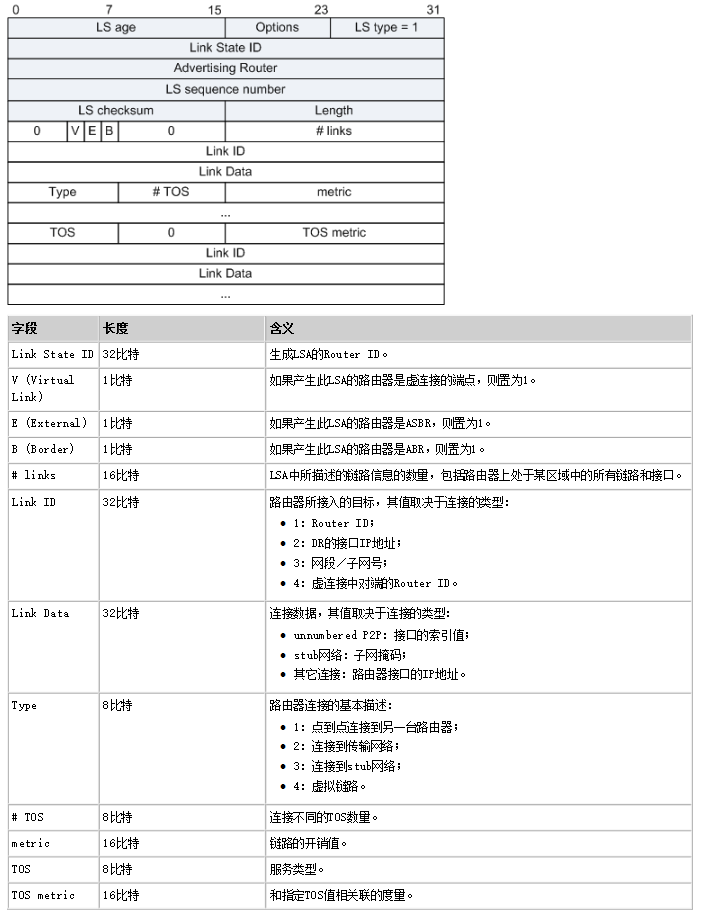 0 7 15 23 31
LS age Options LS type = 1
Link State ID
Advertising Router
LS sequence number
LS checksum Length
0 V E B 0 # links
Link ID
Link Data
Type # TOS metric
...
TOS 0 TOS metric
Link ID
Link Data
...
字段 长度 含义
Link State ID 32比特 生成LSA的Router ID。
V (Virtual 1比特 如果产生此LSA的路由器是虚连接的端点，则置为1。
Link)
E (External) 1比特 如果产生此LSA的路由器是ASBR，则置为1。
B (Border) 1比特 如果产生此LSA的路由器是ABR，则置为1。
# links 16比特 LSA中所描述的链路信息的数量，包括路由器上处于某区域中的所有链路和接口。
Link ID 32比特 路由器所接入的目标，其值取决于连接的类型：
● 1：Router ID；
● 2：DR的接口IP地址；
● 3：网段／子网号；
● 4：虚连接中对端的Router ID。
Link Data 32比特 连接数据，其值取决于连接的类型：
● unnumbered P2P：接口的索引值；
● stub网络：子网掩码；
● 其它连接：路由器接口的IP地址。
Type 8比特 路由器连接的基本描述：
● 1：点到点连接到另一台路由器；
● 2：连接到传输网络；
● 3：连接到stub网络；
● 4：虚拟链路。
# TOS 8比特 连接不同的TOS数量。
metric 16比特 链路的开销值。
TOS 8比特 服务类型。
TOS metric 16比特 和指定TOS值相关联的度量。